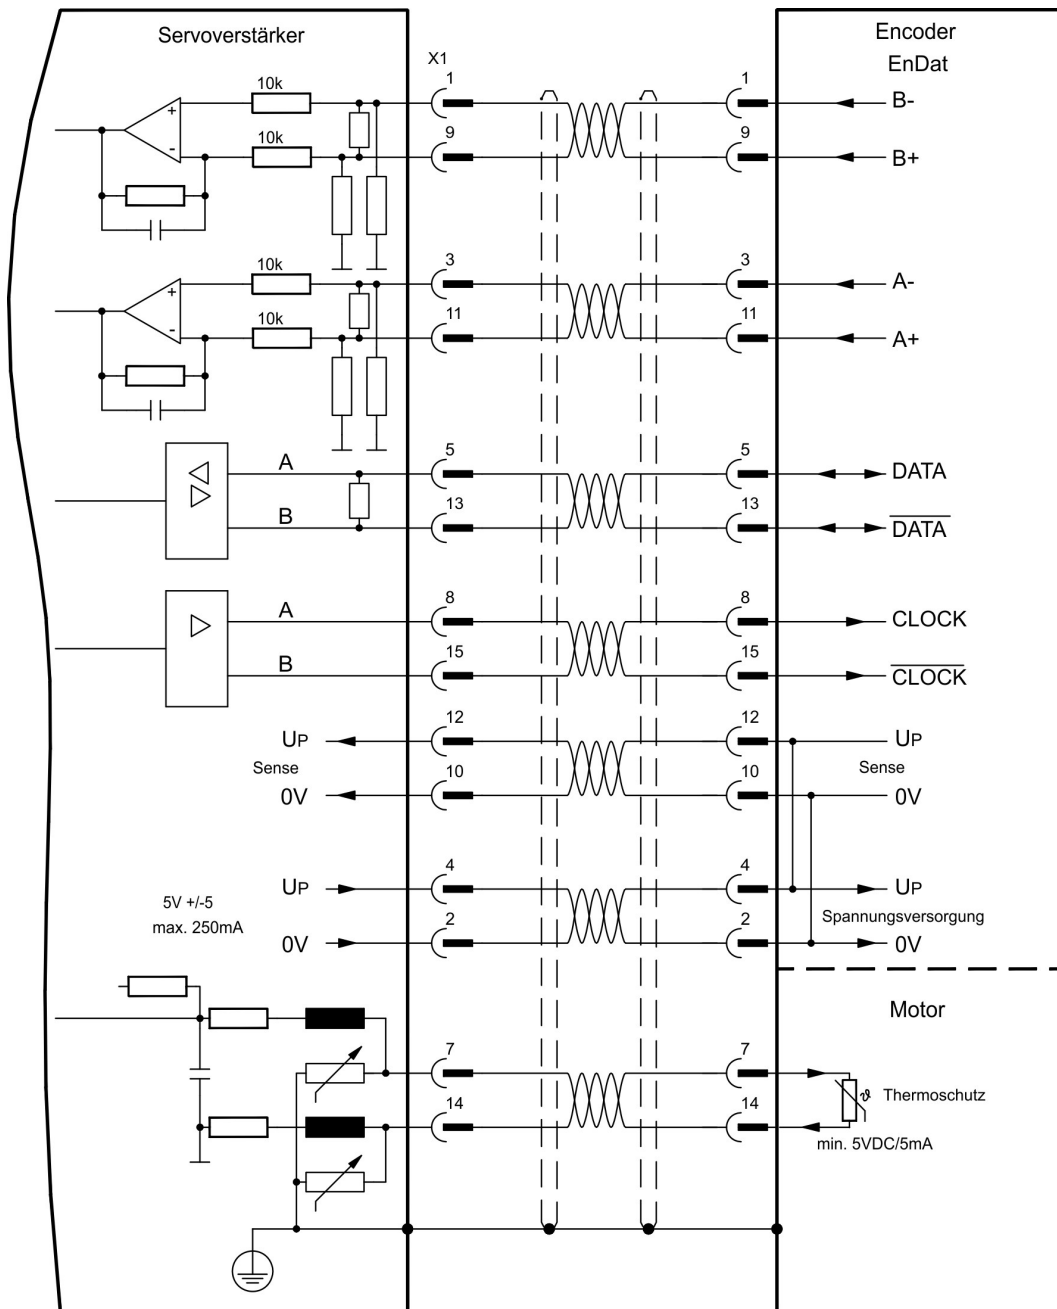 Servoverstärker
Encoder
EnDat
X1
10k
1
1
B-
10k
9
9
B+
10k
3
3
A-
10k
11
11
A+
A
5
5
DATA
B
13
13
DATA
A
8
8
CLOCK
B
15
15
CLOCK
UP
12
12
UP
Sense
Sense
0V
10
10
0V
UP
4
4
UP
5V +/-5
max. 250mA
Spannungsversorgung
0V
2
2
0V
Motor
7
7
ϑ Thermoschutz
14
14
min. 5VDC/5mA
+
-
+
-